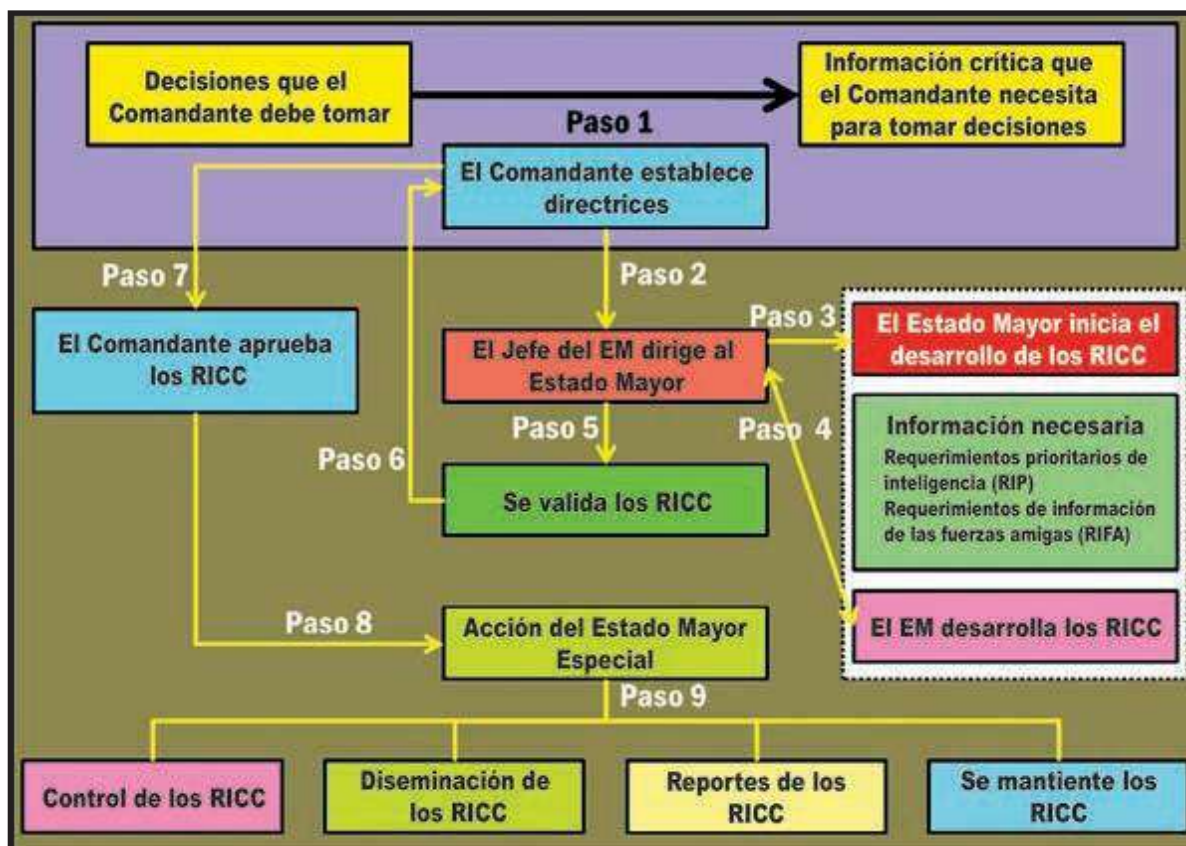 Decisiones que el
Comandante debe tomar
Paso 1
Información crítica que
el Comandante necesita
para tomar decisiones
El Comandante establece
directrices
Paso 7
Paso 2
El Comandante aprueba
los RICC
El Jefe del EM dirige al
Estado Mayor
Paso 3
El Estado Mayor inicia el
desarrollo de los RICC
Paso 4
Paso 5
Paso 6
Información necesaria
Requerimientos prioritarios de
inteligencia (RIP)
Requerimientos de información
de las fuerzas amigas (RIFA)
Se valida los RICC
El EM desarrolla los RICC
Paso 8
Acción del Estado Mayor
Especial
Paso 9
Control de los RICC
Diseminación de
los RICC
Reportes de los
RICC
Se mantiente los
RICC